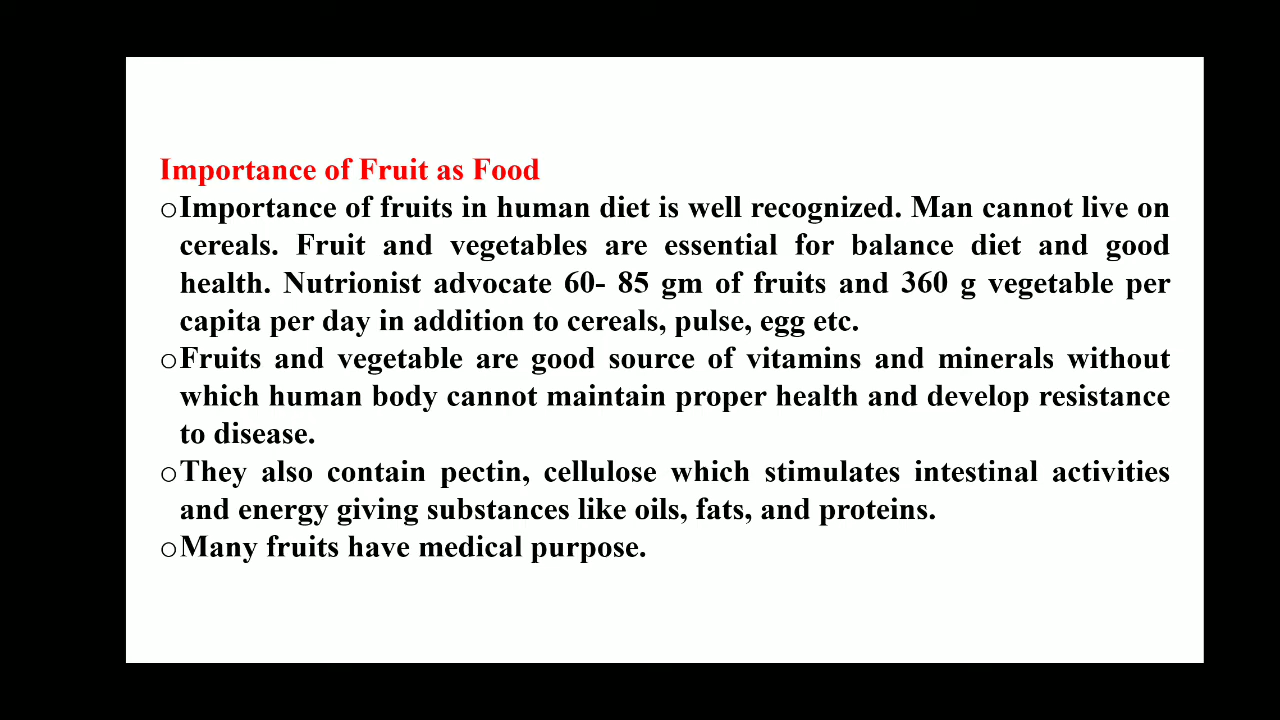 Importance of Fruit as Food
oImportance of fruits in human diet is well recognized. Man cannot live on
cereals. Fruit and vegetables are essential for balance diet and good
health. Nutrionist advocate 60- 85 gm of fruits and 360 g vegetable per
capita per day in addition to cereals, pulse, egg etc.
oFruits and vegetable are good source of vitamins and minerals without
which human body cannot maintain proper health and develop resistance
to disease.
oThey also contain pectin, cellulose which stimulates intestinal activities
and energy giving substances like oils, fats, and proteins.
oMany fruits have medical purpose.